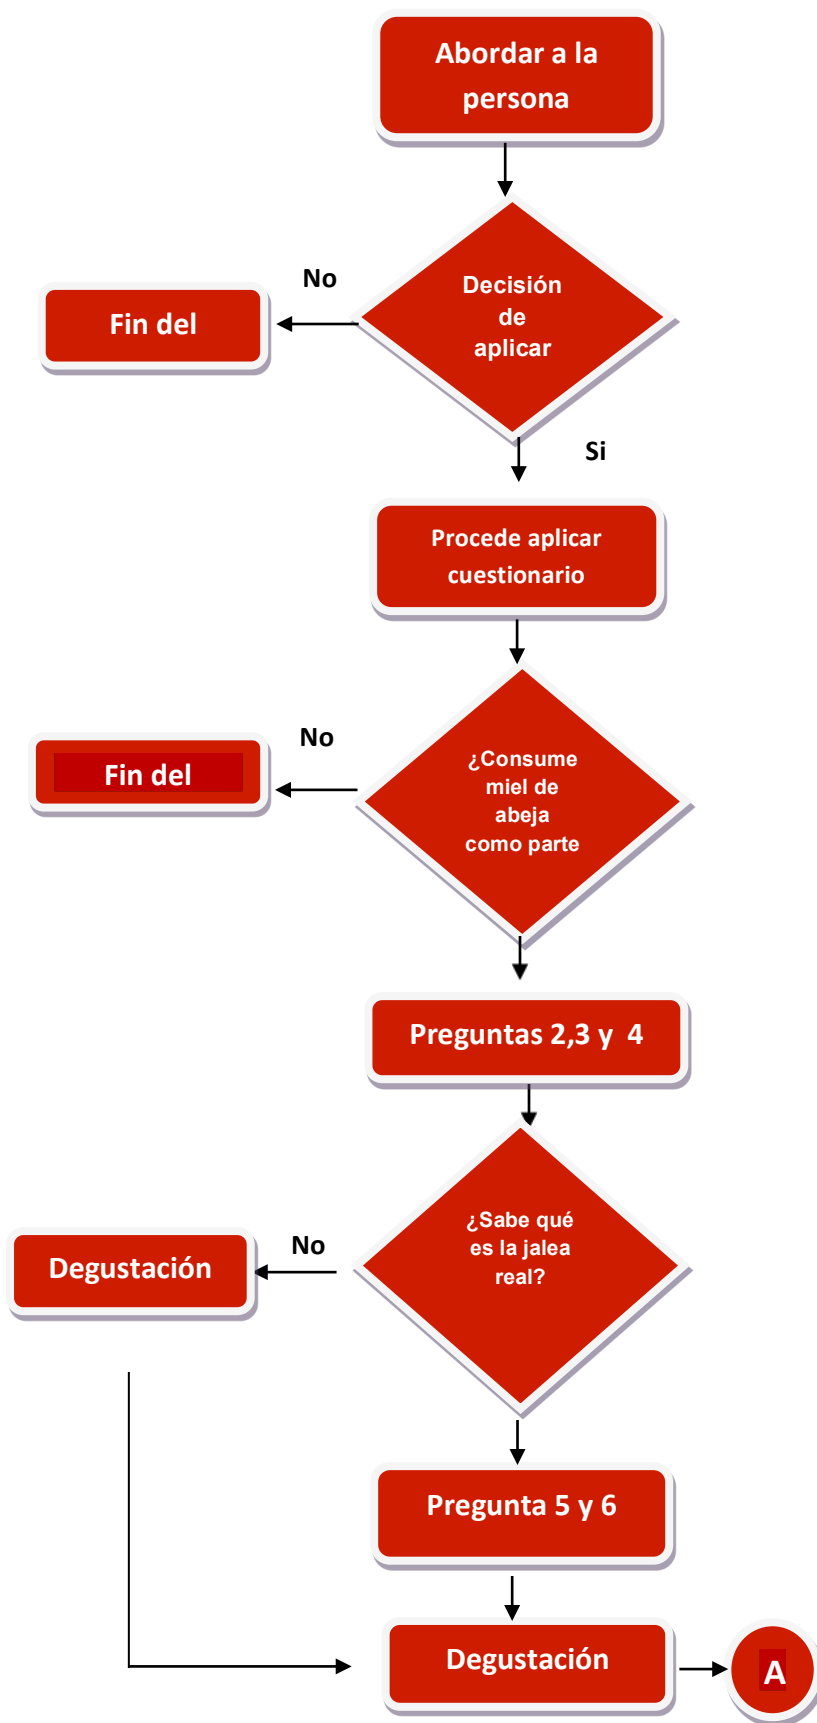 Abordar a la
persona
No
Decisión
de
aplicar
Fin del
Si
Procede aplicar
cuestionario
No
¿Consume
miel de
abeja
como parte
Fin del
Preguntas 2,3 y  4
¿Sabe qué
es la jalea
real?
No
Degustación
Pregunta 5 y 6
Degustación
A